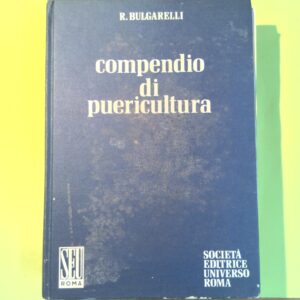 R. BULGARELLI
compendio
di
puericultura
SEU
ROMA
SOCIETÀ
EDITRICE
UNIVERSO
ROMA